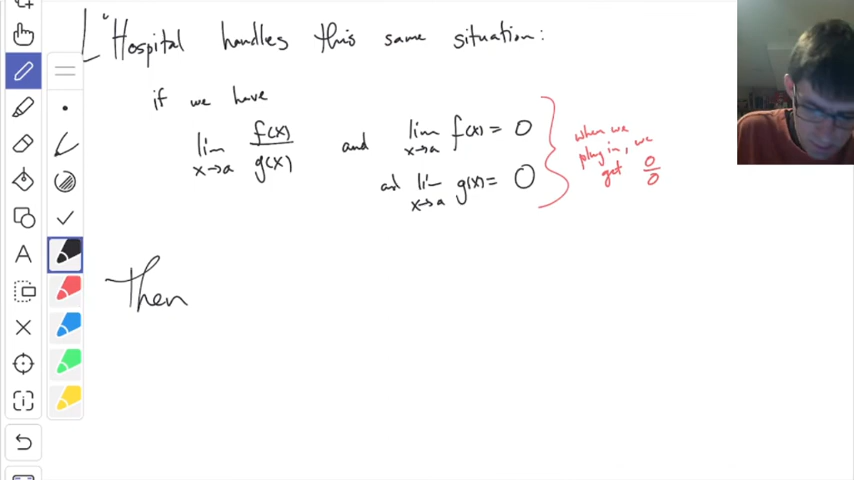 L'Hospital handles this same situation:
if we have
lim x→a f(x)/g(x) and lim x→a f(x) = 0
and lim x→a g(x) = 0
when we
plug in, we
get 0/0
Then
A